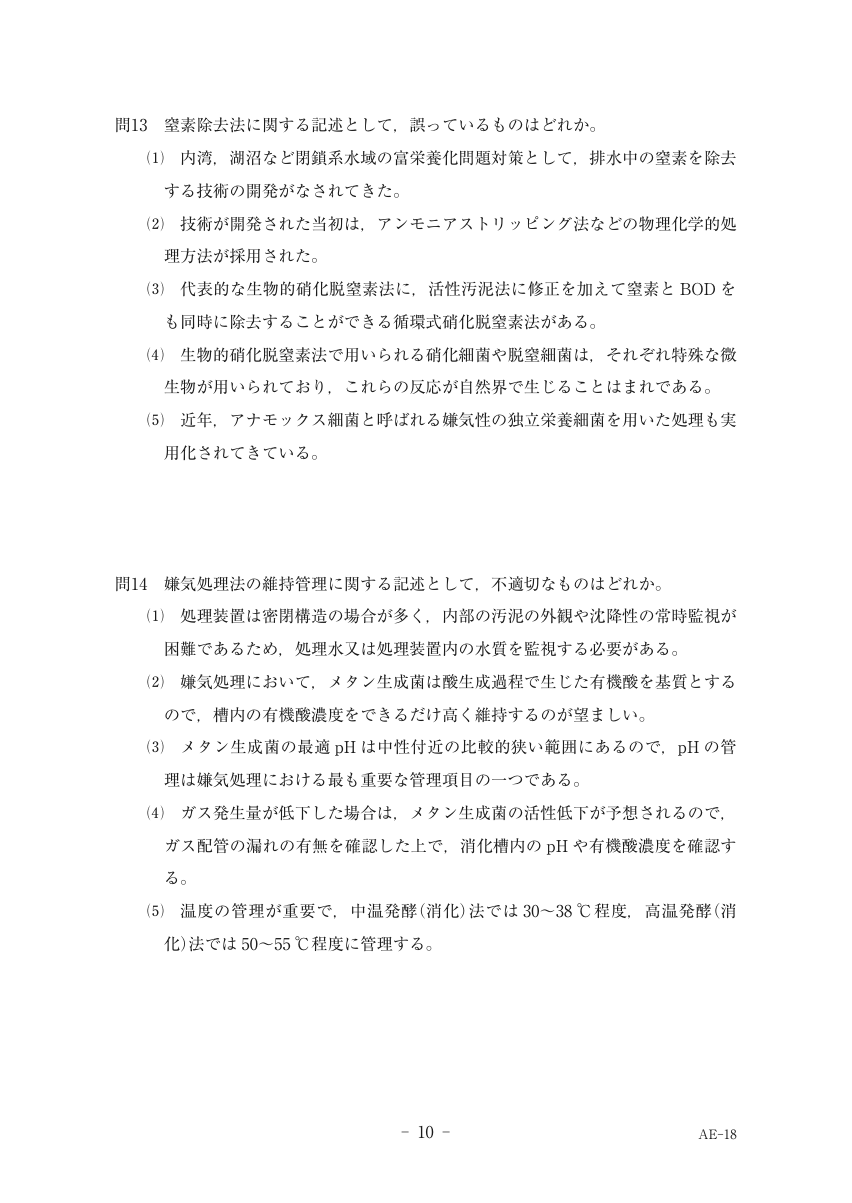 問13　窒素除去法に関する記述として，誤っているものはどれか。
⑴　内湾，湖沼など閉鎖系水域の富栄養化問題対策として，排水中の窒素を除去
する技術の開発がなされてきた。
⑵　技術が開発された当初は，アンモニアストリッピング法などの物理化学的処
理方法が採用された。
⑶　代表的な生物的硝化脱窒素法に，活性汚泥法に修正を加えて窒素と BOD を
も同時に除去することができる循環式硝化脱窒素法がある。
⑷　生物的硝化脱窒素法で用いられる硝化細菌や脱窒細菌は，それぞれ特殊な微
生物が用いられており，これらの反応が自然界で生じることはまれである。
⑸　近年，アナモックス細菌と呼ばれる嫌気性の独立栄養細菌を用いた処理も実
用化されてきている。
問14　嫌気処理法の維持管理に関する記述として，不適切なものはどれか。
⑴　処理装置は密閉構造の場合が多く，内部の汚泥の外観や沈降性の常時監視が
困難であるため，処理水又は処理装置内の水質を監視する必要がある。
⑵　嫌気処理において，メタン生成菌は酸生成過程で生じた有機酸を基質とする
ので，槽内の有機酸濃度をできるだけ高く維持するのが望ましい。
⑶　メタン生成菌の最適 pH は中性付近の比較的狭い範囲にあるので，pH の管
理は嫌気処理における最も重要な管理項目の一つである。
⑷　ガス発生量が低下した場合は，メタン生成菌の活性低下が予想されるので，
ガス配管の漏れの有無を確認した上で，消化槽内の pH や有機酸濃度を確認す
る。
⑸　温度の管理が重要で，中温発酵(消化)法では 30〜38 ℃ 程度，高温発酵(消
化)法では 50〜55 ℃程度に管理する。
− 10 −
AE−18